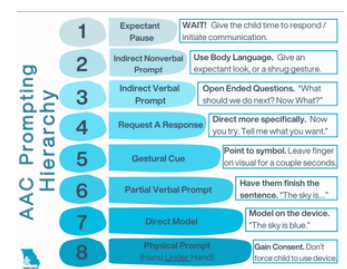 AAC Prompting
Hierarchy
1
Expectant
Pause
WAIT! Give the child time to respond /
initiate communication.
2
Indirect Nonverbal
Prompt
Use Body Language. Give an
expectant look, or a shrug gesture.
3
Indirect Verbal
Prompt
Open Ended Questions. "What
should we do next? Now What?"
4
Request A Response
Direct more specifically. Now
you try. Tell me what you want."
5
Gestural Cue
Point to symbol. Leave finger
on visual for a couple seconds.
6
Partial Verbal Prompt
Have them finish the
sentence. "The sky is..."
7
Direct Model
Model on the device.
"The sky is blue."
8
Physical Prompt
(Hand Under Hand)
Gain Consent. Don't
force child to use device.